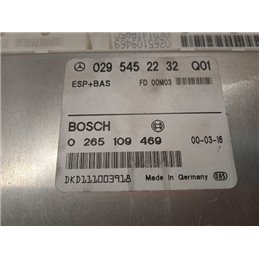 029 545 22 32 Q01
ESP+BAS FD 00M03
BOSCH
0 265 109 469 00-03-16
DKD111003918 Made in Germany